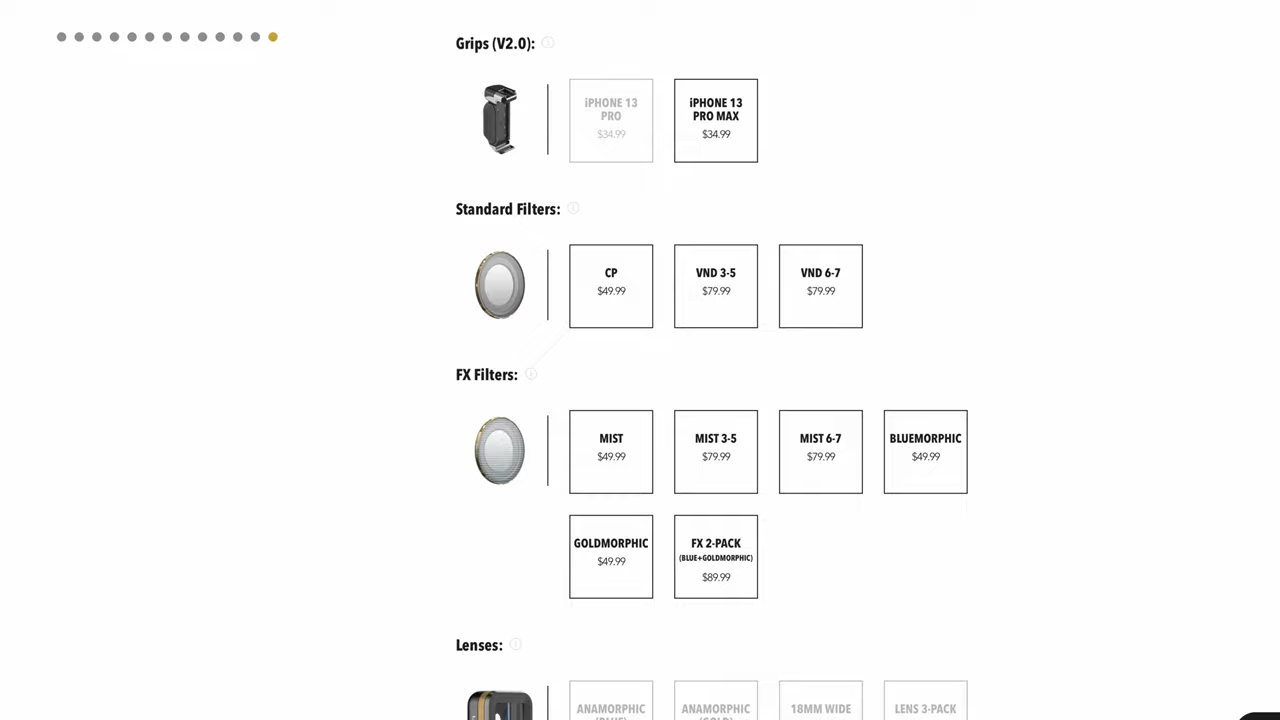 Grips (V2.0):
iPHONE 13
PRO
$34.99
iPHONE 13
PRO MAX
$34.99
Standard Filters:
CP
$49.99
VND 3-5
$79.99
VND 6-7
$79.99
FX Filters:
MIST
$49.99
MIST 3-5
$79.99
MIST 6-7
$79.99
BLUEMORPHIC
$49.99
GOLDMORPHIC
$49.99
FX 2-PACK
(BLUE+GOLDMORPHIC)
$89.99
Lenses:
ANAMORPHIC
(BLUE)
ANAMORPHIC
(GOLD)
18MM WIDE
LENS 3-PACK